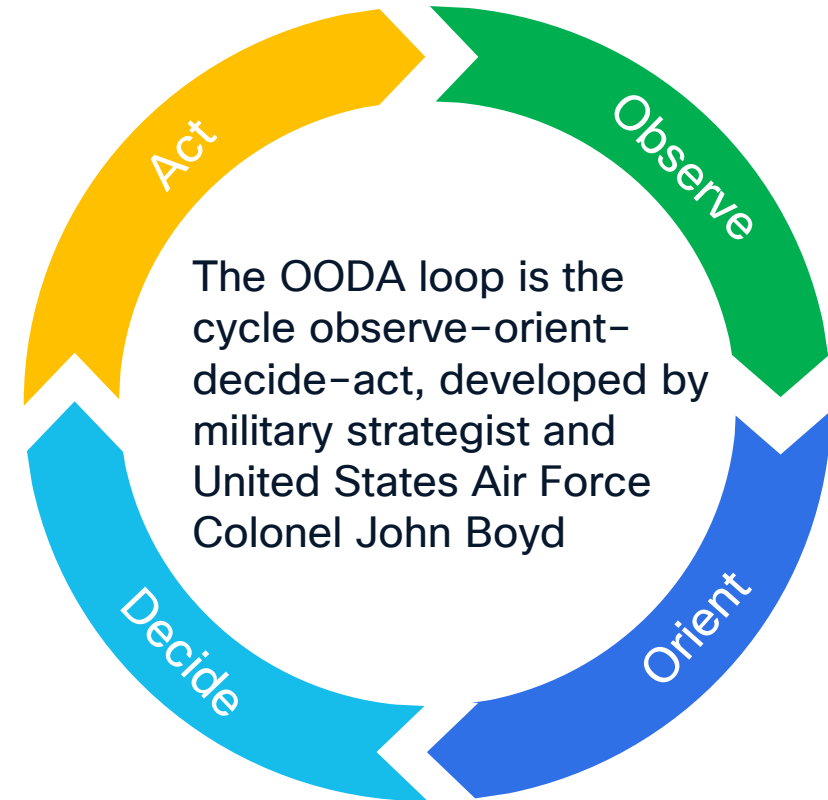 Act
Observe
The OODA loop is the
cycle observe–orient–
decide–act, developed by
military strategist and
United States Air Force
Colonel John Boyd
Decide
Orient